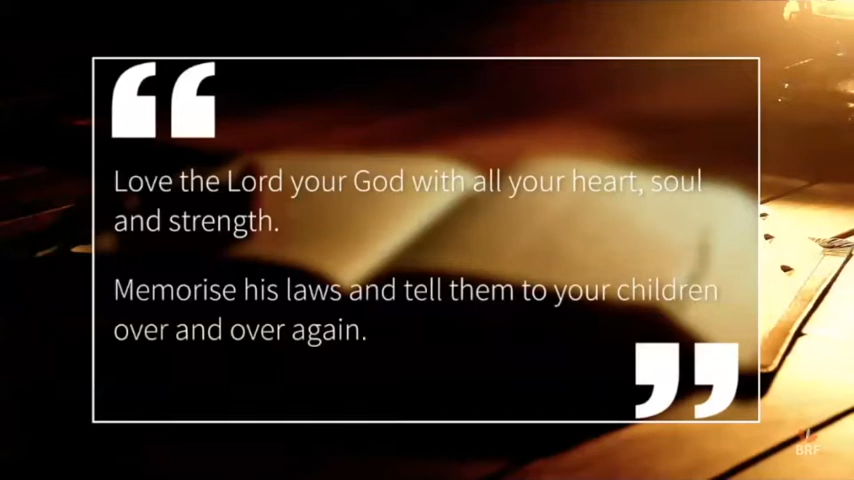 “
Love the Lord your God with all your heart, soul
and strength.
Memorise his laws and tell them to your children
over and over again.
”
BRF